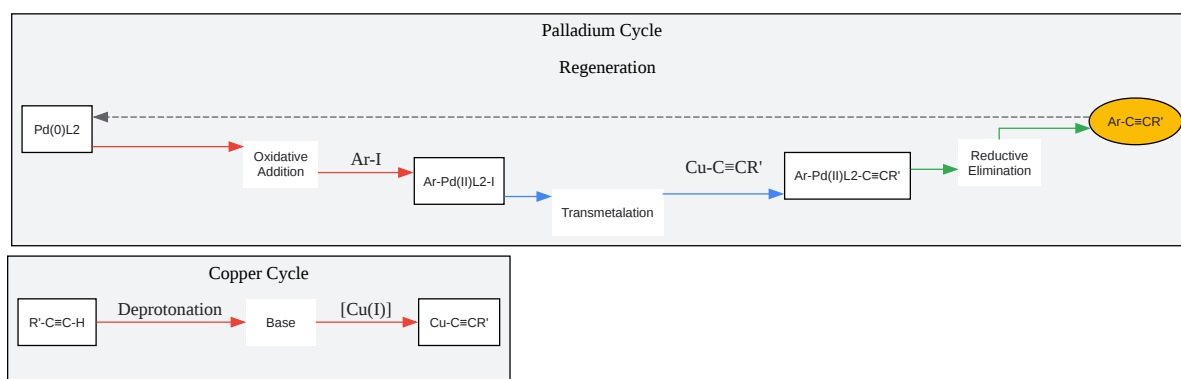 Palladium Cycle
Regeneration
Pd(0)L2
Oxidative
Addition
Ar-I
Ar-Pd(II)L2-I
Transmetalation
Cu-C≡CR'
Ar-Pd(II)L2-C≡CR'
Reductive
Elimination
Ar-C≡CR'
Copper Cycle
R'-C≡C-H
Deprotonation
Base
[Cu(I)]
Cu-C≡CR'